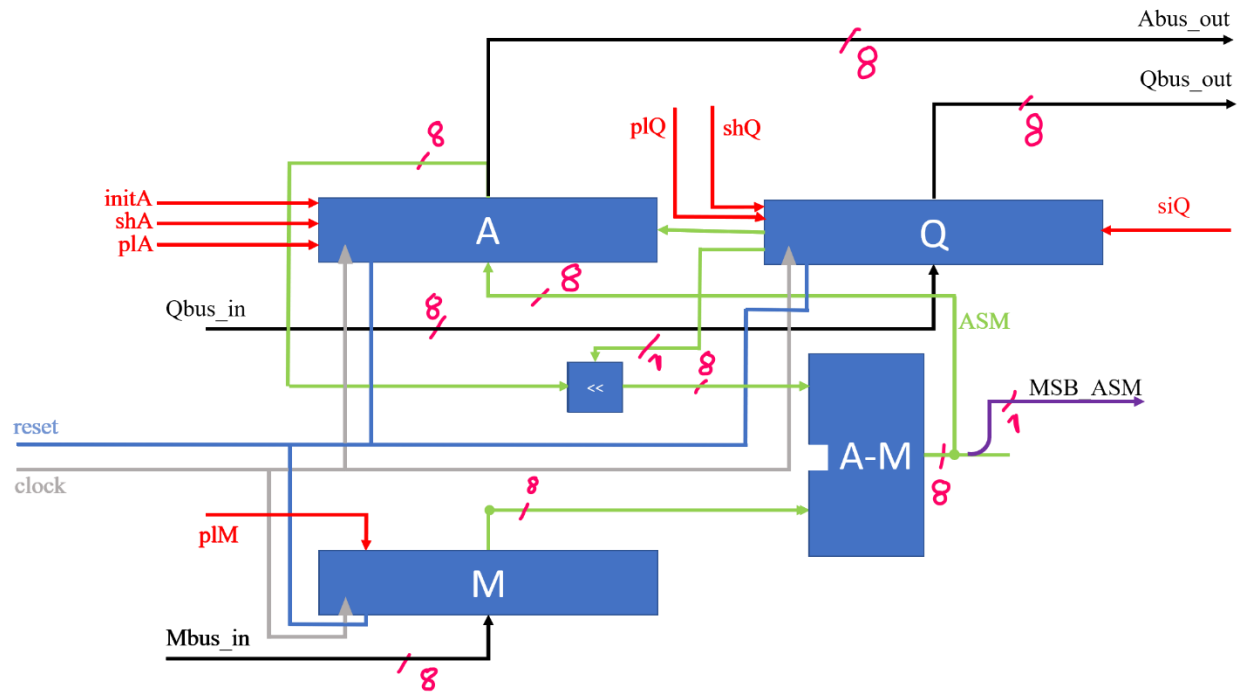 Abus_out
8
Qbus_out
8
plQ
shQ
8
initA
shA
plA
A
Q
siQ
8
Qbus_in
8
ASM
1
8
<<
MSB_ASM
1
reset
A-M
clock
8
8
plM
M
Mbus_in
8